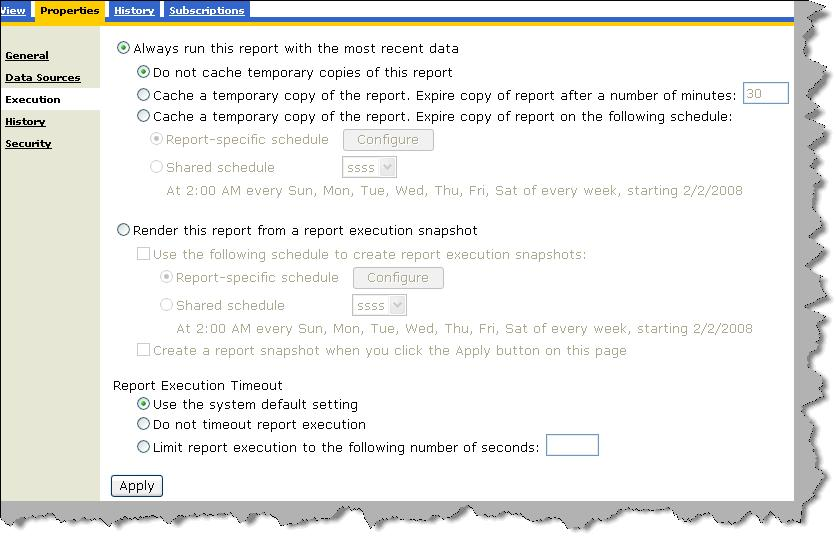 View Properties History Subscriptions
General
Data Sources
Execution
History
Security
Always run this report with the most recent data
Do not cache temporary copies of this report
Cache a temporary copy of the report. Expire copy of report after a number of minutes: 30
Cache a temporary copy of the report. Expire copy of report on the following schedule:
Report-specific schedule Configure
Shared schedule ssss
At 2:00 AM every Sun, Mon, Tue, Wed, Thu, Fri, Sat of every week, starting 2/2/2008
Render this report from a report execution snapshot
Use the following schedule to create report execution snapshots:
Report-specific schedule Configure
Shared schedule ssss
At 2:00 AM every Sun, Mon, Tue, Wed, Thu, Fri, Sat of every week, starting 2/2/2008
Create a report snapshot when you click the Apply button on this page
Report Execution Timeout
Use the system default setting
Do not timeout report execution
Limit report execution to the following number of seconds:
Apply